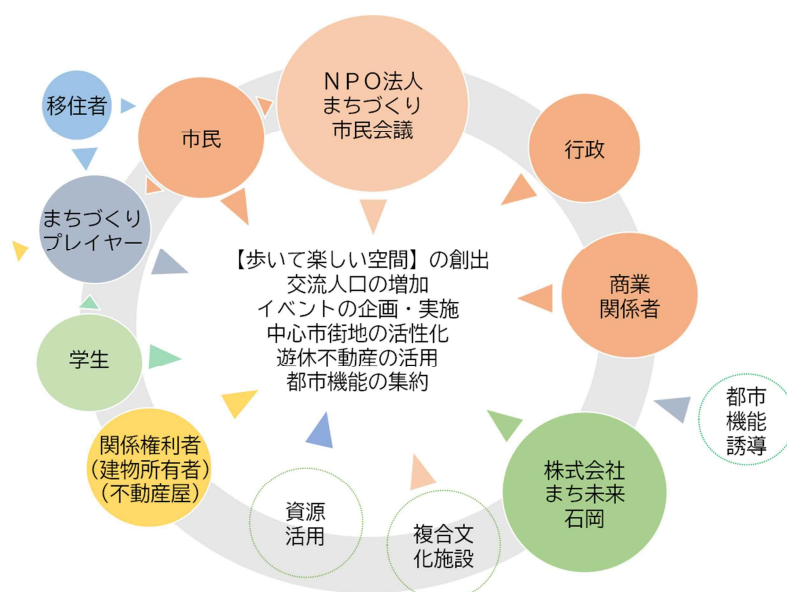 NPO法人
まちづくり
市民会議
移住者
市民
行政
まちづくり
プレイヤー
【歩いて楽しい空間】の創出
交流人口の増加
イベントの企画・実施
中心市街地の活性化
遊休不動産の活用
都市機能の集約
商業
関係者
学生
都市
機能
誘導
関係権利者
(建物所有者)
(不動産屋)
株式会社
まち未来
石岡
資源
活用
複合文
化施設